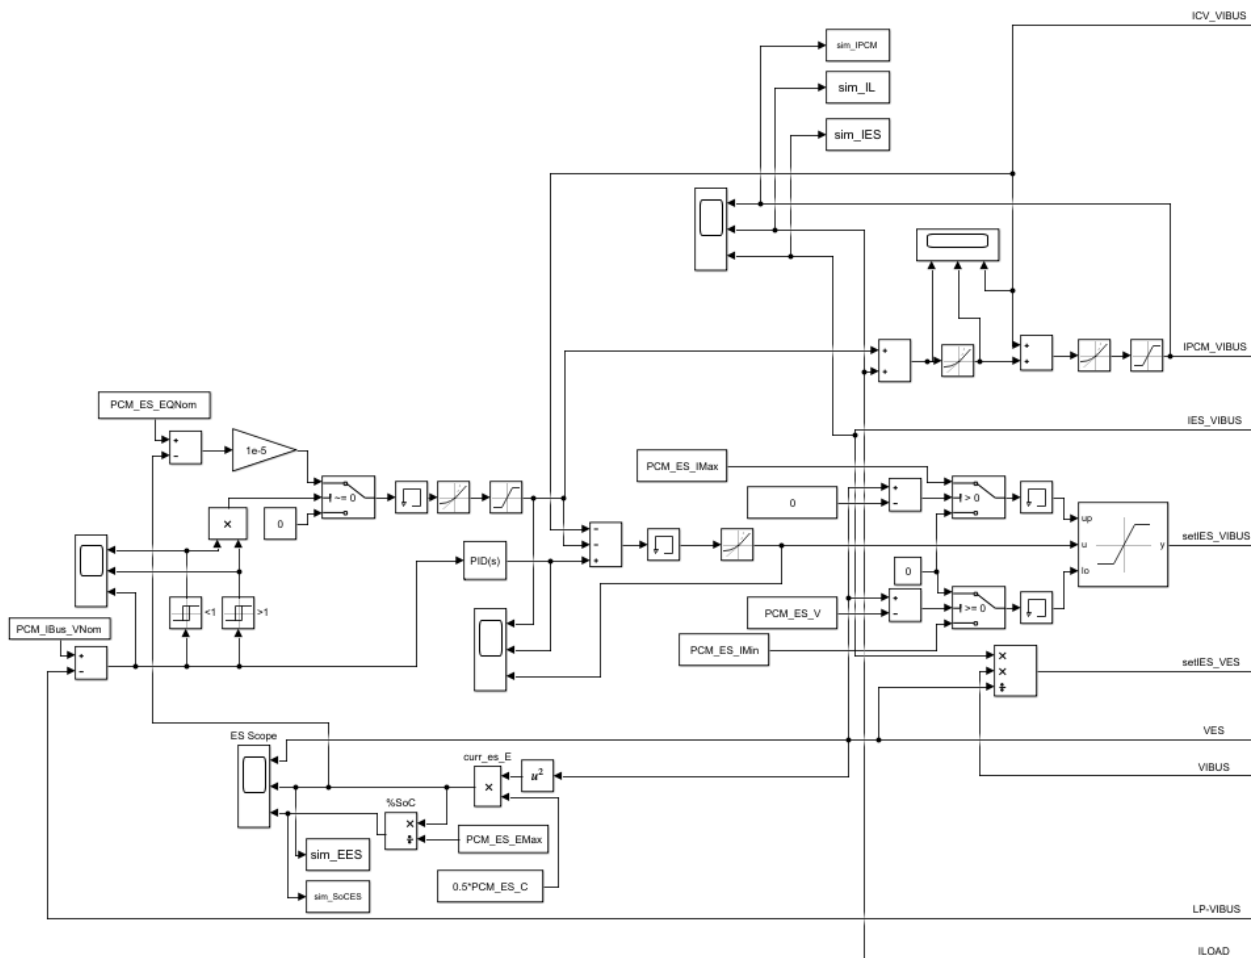 ICV_VIBUS
sim_IPCM
sim_IL
sim_IES
IPCM_VIBUS
PCM_ES_EQNom
1e-5
IES_VIBUS
PCM_ES_IMax
~= 0
> 0
0
0
up
setIES_VIBUS
PID(s)
u
y
0
lo
<1
>1
>= 0
PCM_ES_V
PCM_IBus_VNom
PCM_ES_IMin
setIES_VES
VES
ES Scope
curr_es_E
u²
VIBUS
%SoC
PCM_ES_EMax
sim_EES
0.5*PCM_ES_C
sim_SoCES
LP-VIBUS
ILOAD